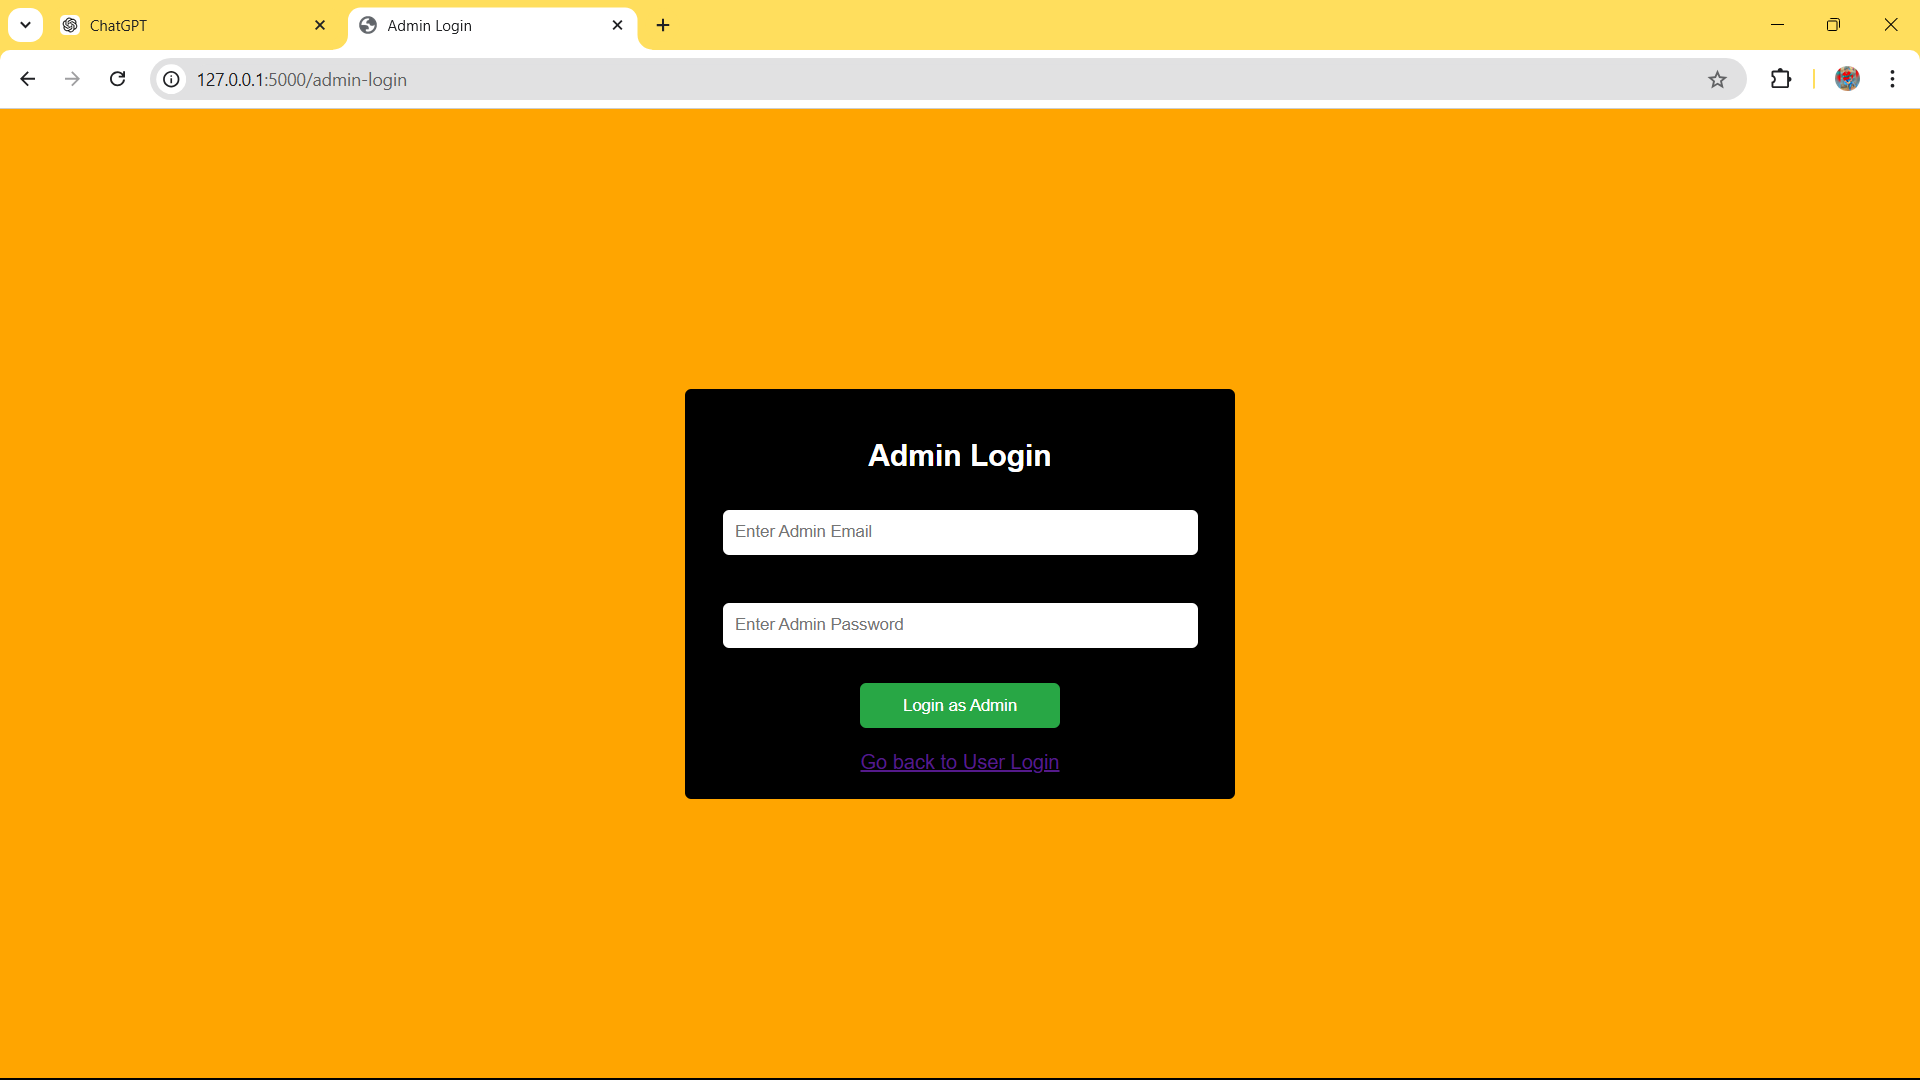 ChatGPT
Admin Login
127.0.0.1:5000/admin-login
Admin Login
Enter Admin Email
Enter Admin Password
Login as Admin
Go back to User Login